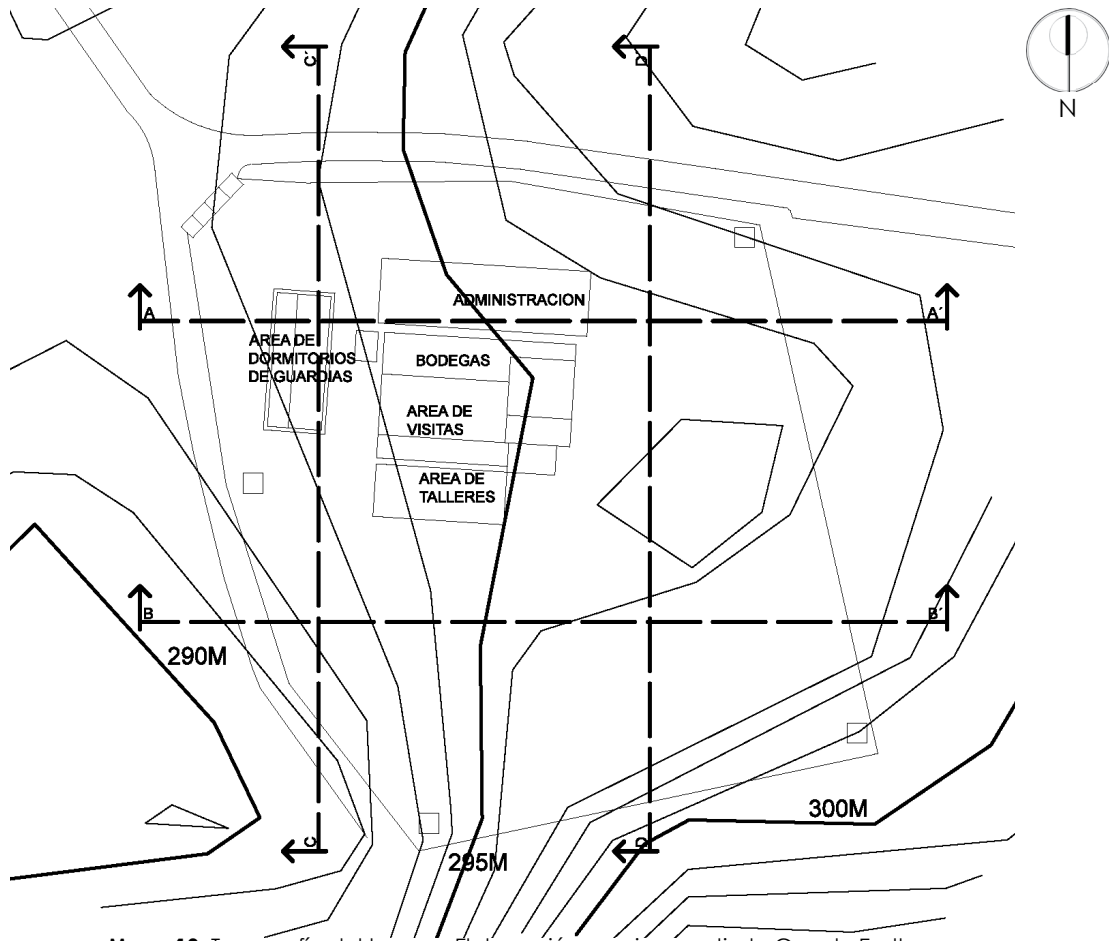 N
C´
D
A
A´
ADMINISTRACION
AREA DE
DORMITORIOS
DE GUARDIAS
BODEGAS
AREA DE
VISITAS
AREA DE
TALLERES
B
B´
290M
300M
C
D
295M